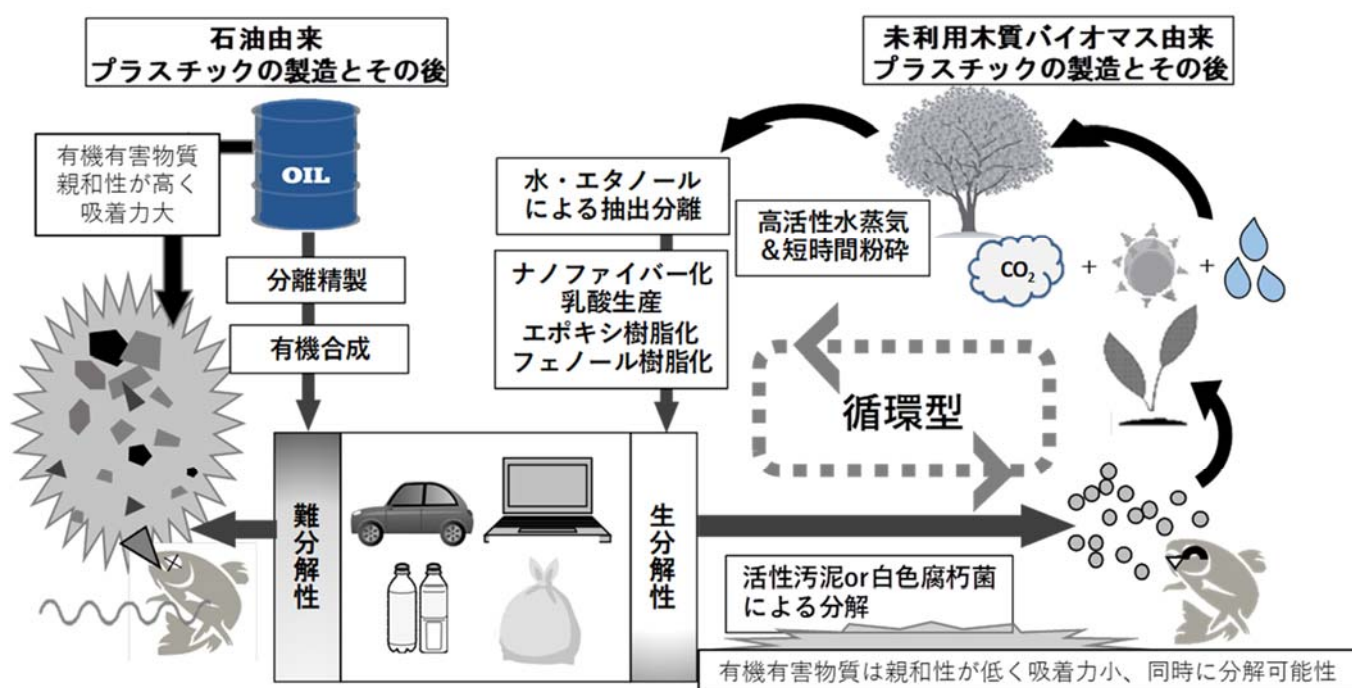 石油由来
プラスチックの製造とその後
有機有害物質
親和性が高く
吸着力大
OIL
分離精製
有機合成
難分解性
未利用木質バイオマス由来
プラスチックの製造とその後
水・エタノール
による抽出分離
高活性水蒸気
&短時間粉砕
CO₂
+
+
ナノファイバー化
乳酸生産
エポキシ樹脂化
フェノール樹脂化
循環型
生分解性
活性汚泥or白色腐朽菌
による分解
有機有害物質は親和性が低く吸着力小、同時に分解可能性